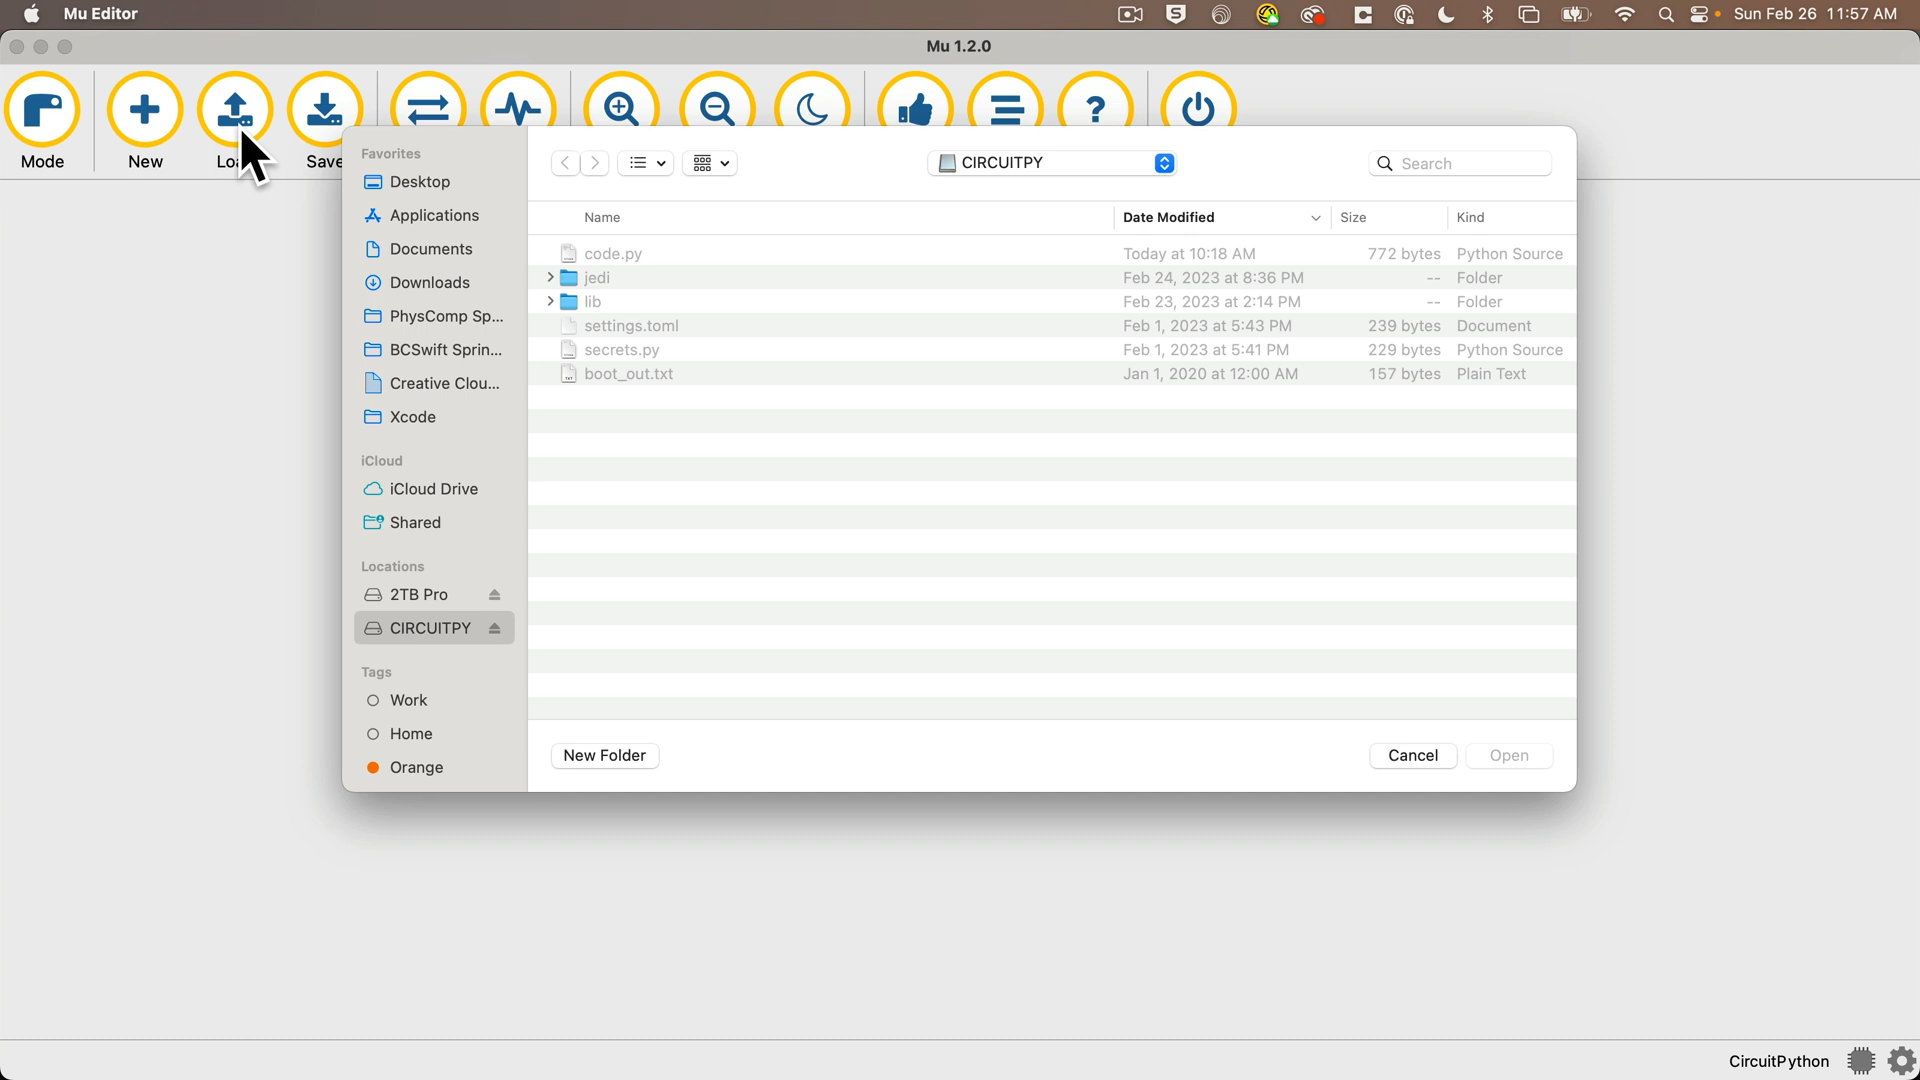 Mu Editor
Sun Feb 26 11:57 AM
Mu 1.2.0
Mode
New
Lo
Save
Favorites
Desktop
Applications
Documents
Downloads
PhysComp Sp...
BCSwift Sprin...
Creative Clou...
Xcode
iCloud
iCloud Drive
Shared
Locations
2TB Pro
CIRCUITPY
Tags
Work
Home
Orange
CIRCUITPY
Search
Name Date Modified Size Kind
code.py Today at 10:18 AM 772 bytes Python Source
jedi Feb 24, 2023 at 8:36 PM -- Folder
lib Feb 23, 2023 at 2:14 PM -- Folder
settings.toml Feb 1, 2023 at 5:43 PM 239 bytes Document
secrets.py Feb 1, 2023 at 5:41 PM 229 bytes Python Source
boot_out.txt Jan 1, 2020 at 12:00 AM 157 bytes Plain Text
New Folder
Cancel
Open
CircuitPython